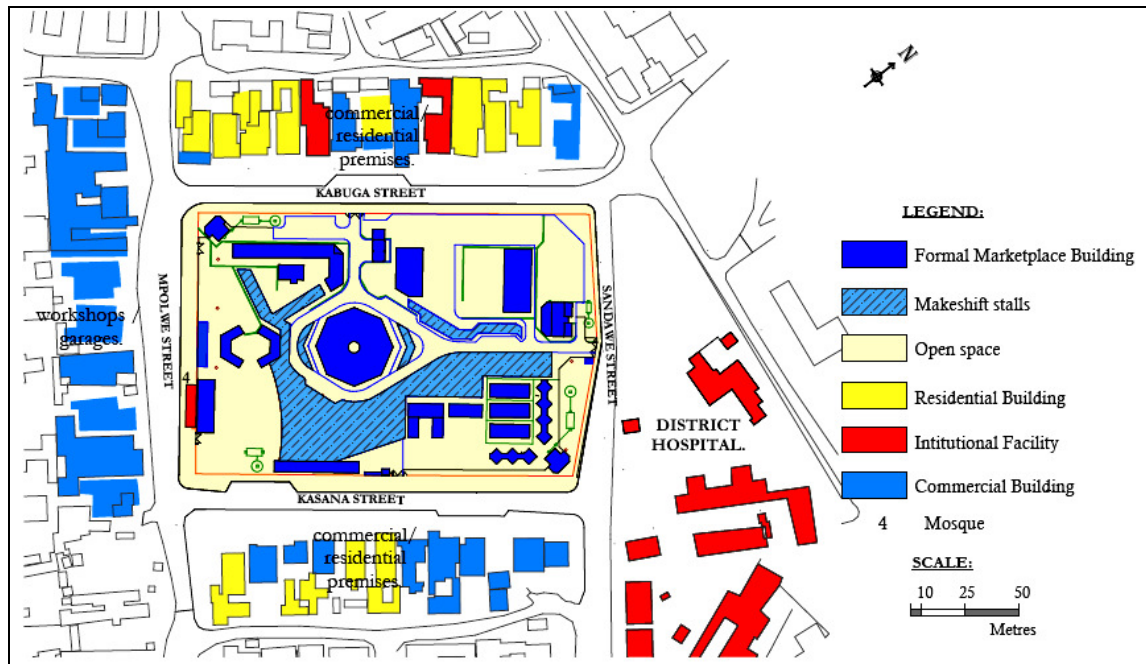 N
commercial/
residential
premises.
KABUGA STREET
workshops
garages.
MPOLWE STREET
SANDAWE STREET
4
DISTRICT
HOSPITAL.
KASANA STREET
commercial/
residential
premises.
LEGEND:
Formal Marketplace Building
Makeshift stalls
Open space
Residential Building
Intitutional Facility
Commercial Building
4 Mosque
SCALE:
10 25 50
Metres